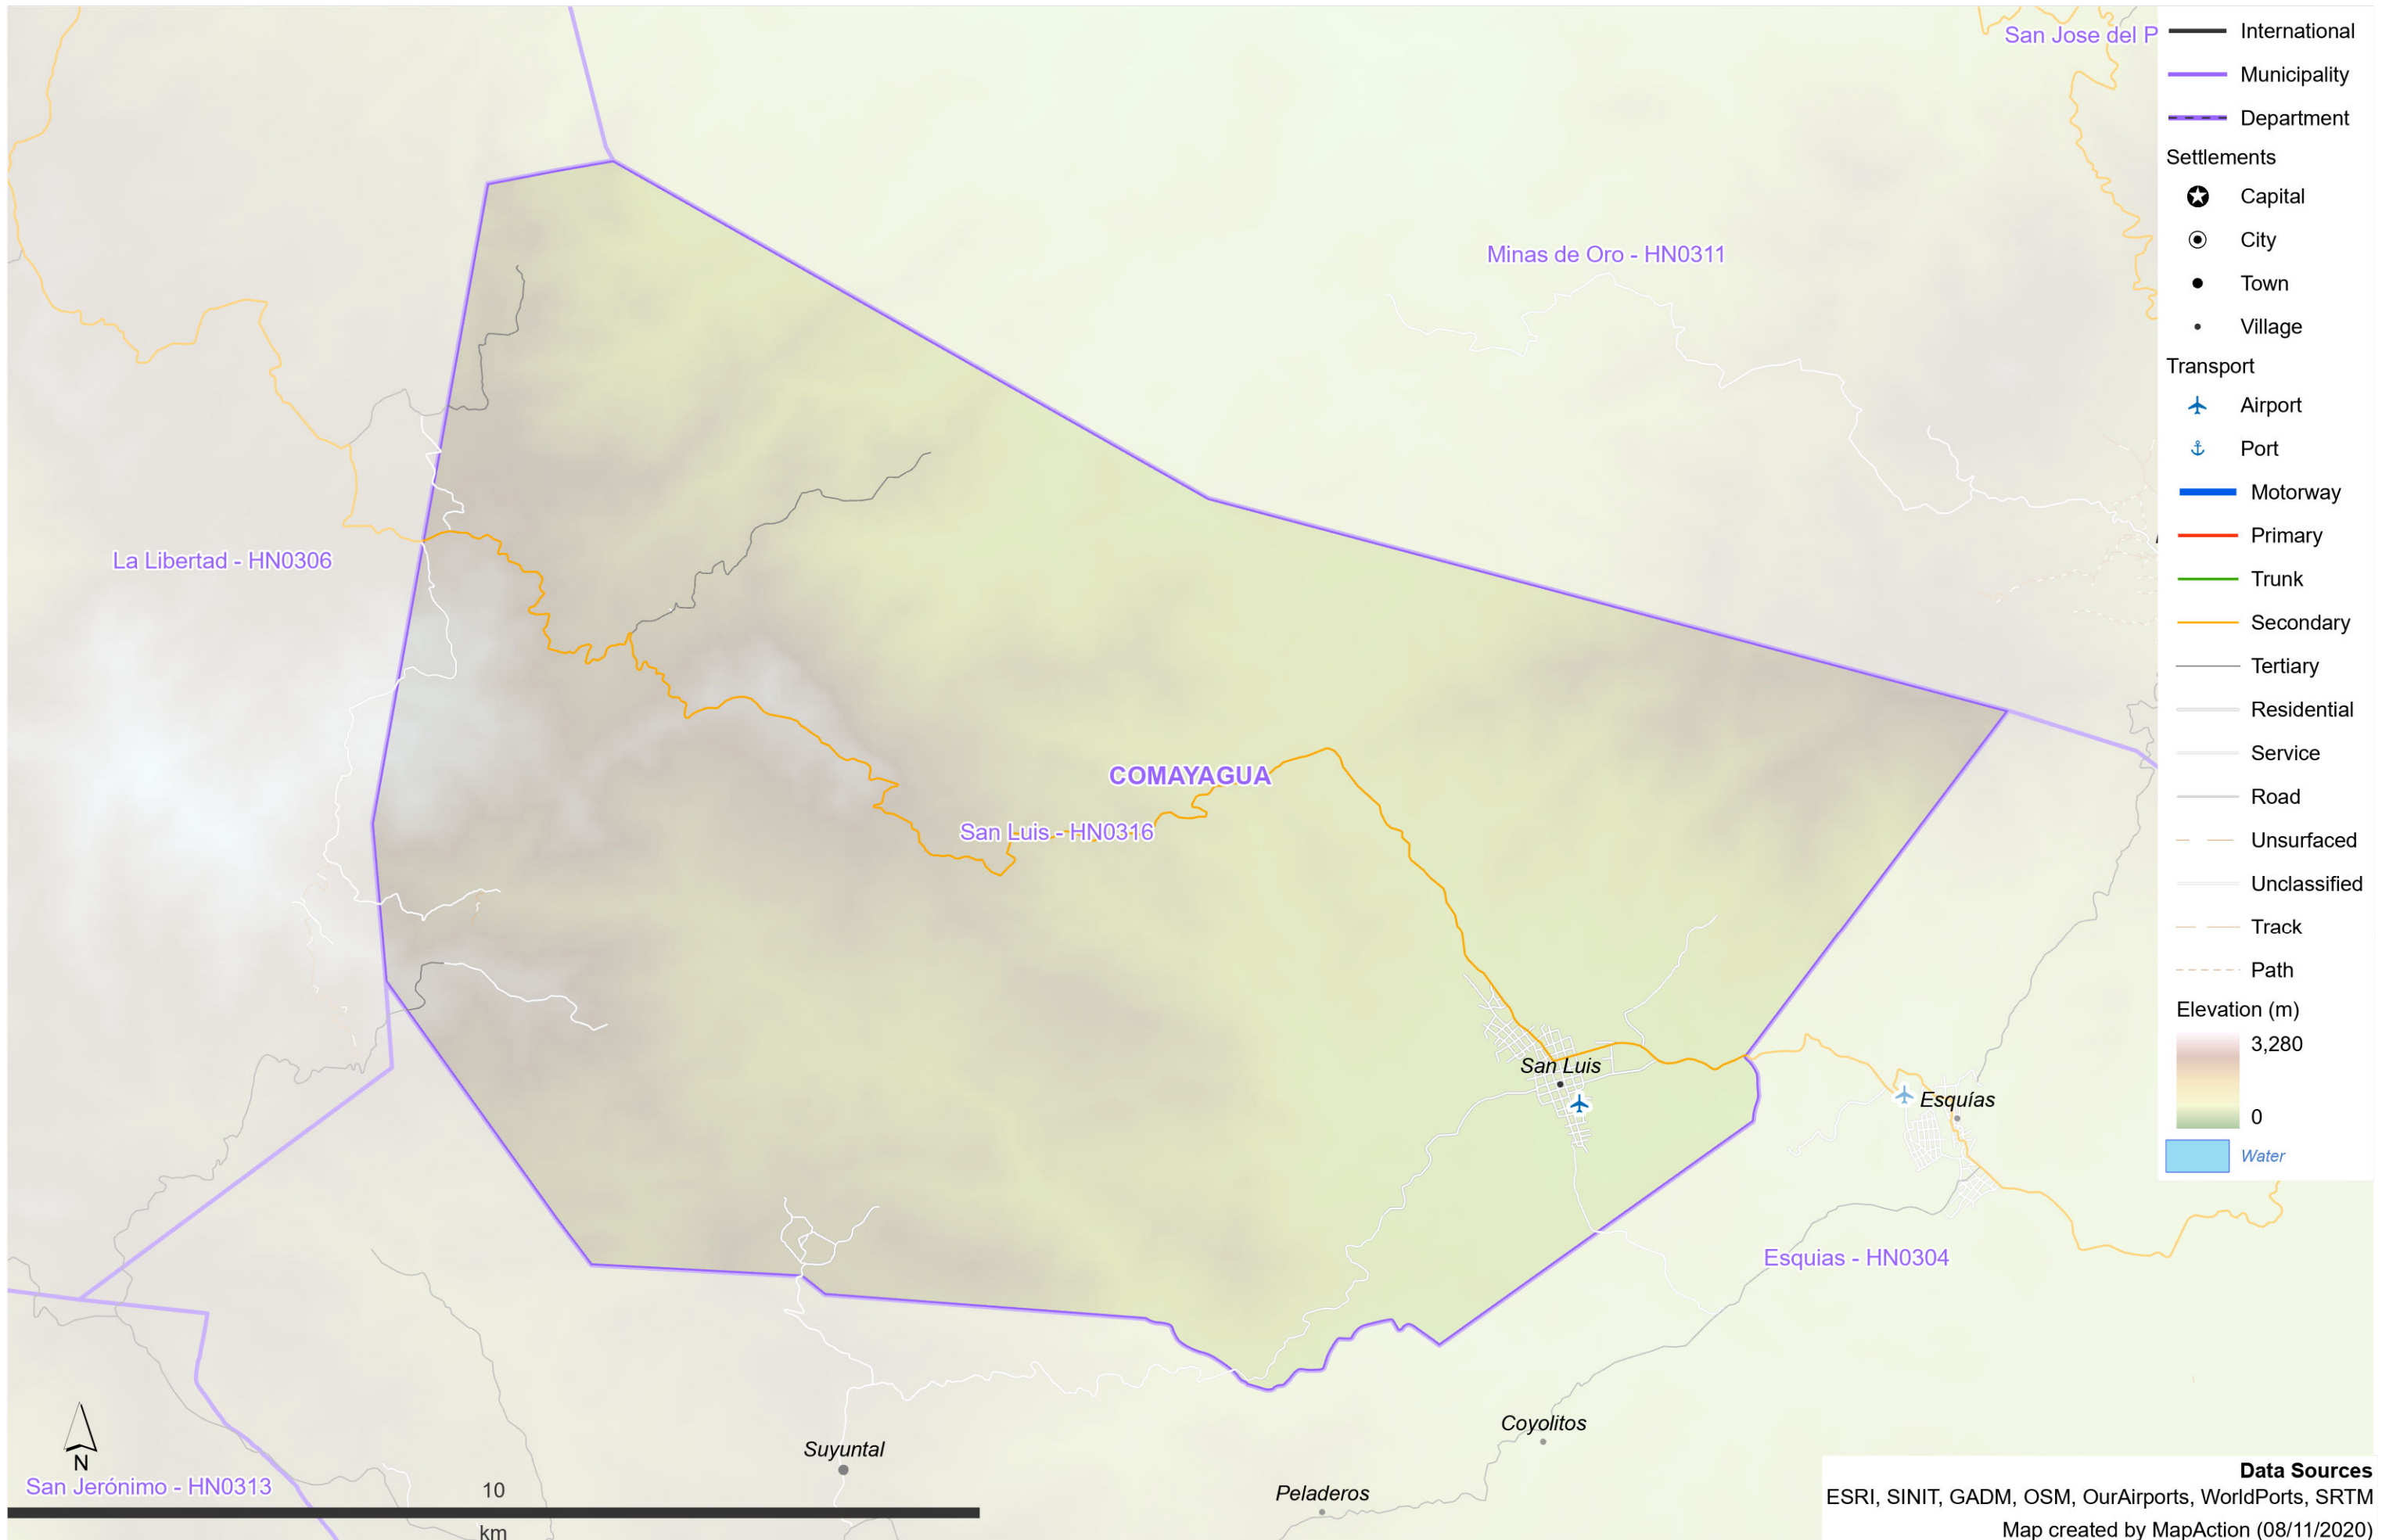 San Jose del P
Minas de Oro - HN0311
La Libertad - HN0306
COMAYAGUA
San Luis - HN0316
San Luis
Esquías
Esquias - HN0304
Coyolitos
Suyuntal
Peladeros
San Jerónimo - HN0313
N
10
km
International
Municipality
Department
Settlements
Capital
City
Town
Village
Transport
Airport
Port
Motorway
Primary
Trunk
Secondary
Tertiary
Residential
Service
Road
Unsurfaced
Unclassified
Track
Path
Elevation (m)
3,280
0
Water
Data Sources
ESRI, SINIT, GADM, OSM, OurAirports, WorldPorts, SRTM
Map created by MapAction (08/11/2020)